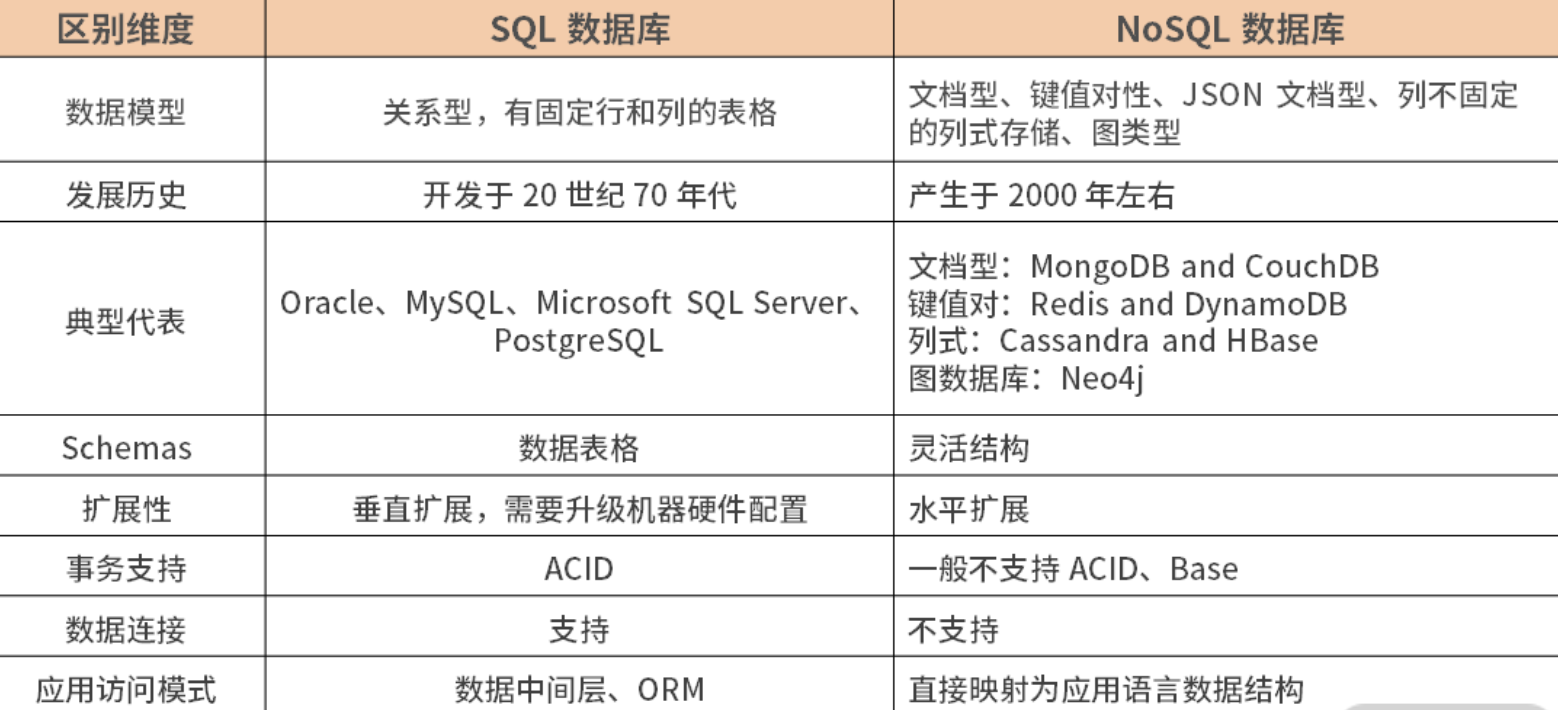 区别维度
SQL 数据库
NoSQL 数据库
数据模型
关系型，有固定行和列的表格
文档型、键值对性、JSON 文档型、列不固定
的列式存储、图类型
发展历史
开发于 20 世纪 70 年代
产生于 2000 年左右
典型代表
Oracle、MySQL、Microsoft SQL Server、
PostgreSQL
文档型：MongoDB and CouchDB
键值对：Redis and DynamoDB
列式：Cassandra and HBase
图数据库：Neo4j
Schemas
数据表格
灵活结构
扩展性
垂直扩展，需要升级机器硬件配置
水平扩展
事务支持
ACID
一般不支持 ACID、Base
数据连接
支持
不支持
应用访问模式
数据中间层、ORM
直接映射为应用语言数据结构